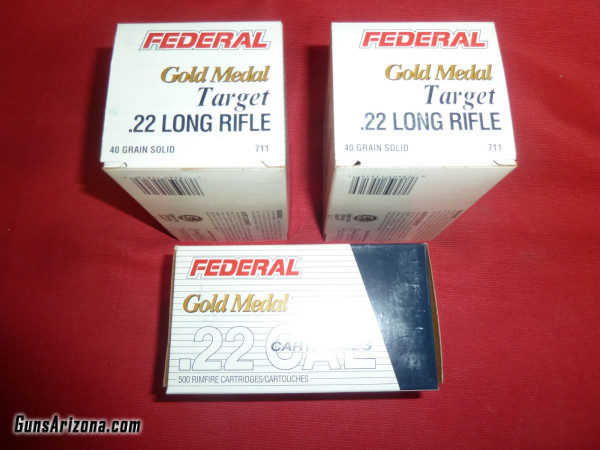 FEDERAL
Gold Medal
Target
.22 LONG RIFLE
40 GRAIN SOLID 711
FEDERAL
Gold Medal
Target
.22 LONG RIFLE
40 GRAIN SOLID 711
FEDERAL
Gold Medal
.22 CAL
CARTRIDGES
500 RIMFIRE CARTRIDGES/CARTOUCHES
GunsArizona.com